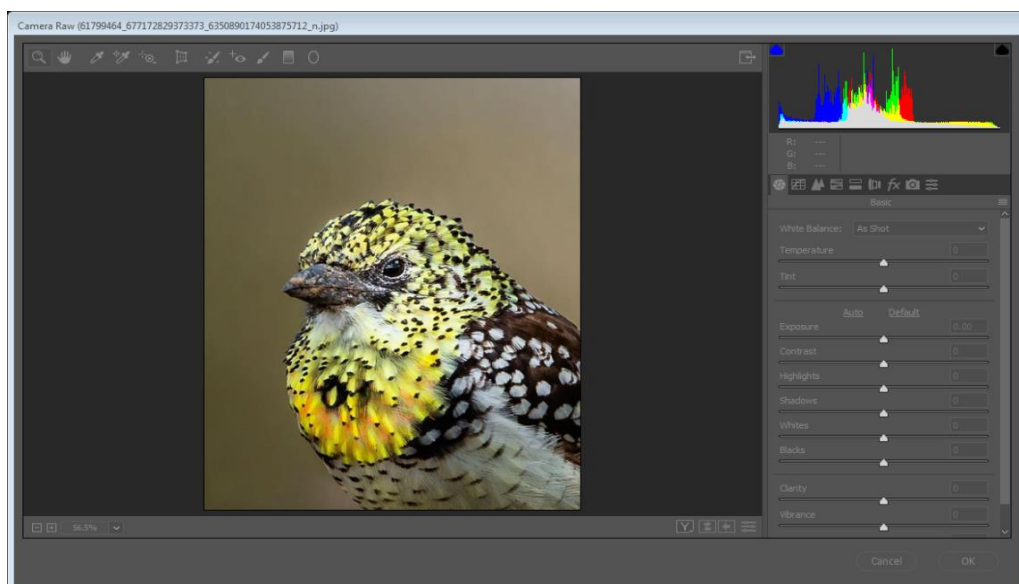 Camera Raw (61799464_677172829373373_6350890174053875712_n.jpg)
R: ---
G: ---
B: ---
fx
Basic
White Balance: As Shot
Temperature 0
Tint 0
Auto Default
Exposure 0.00
Contrast 0
Highlights 0
Shadows 0
Whites 0
Blacks 0
Clarity 0
Vibrance 0
56.5% Y
Cancel OK